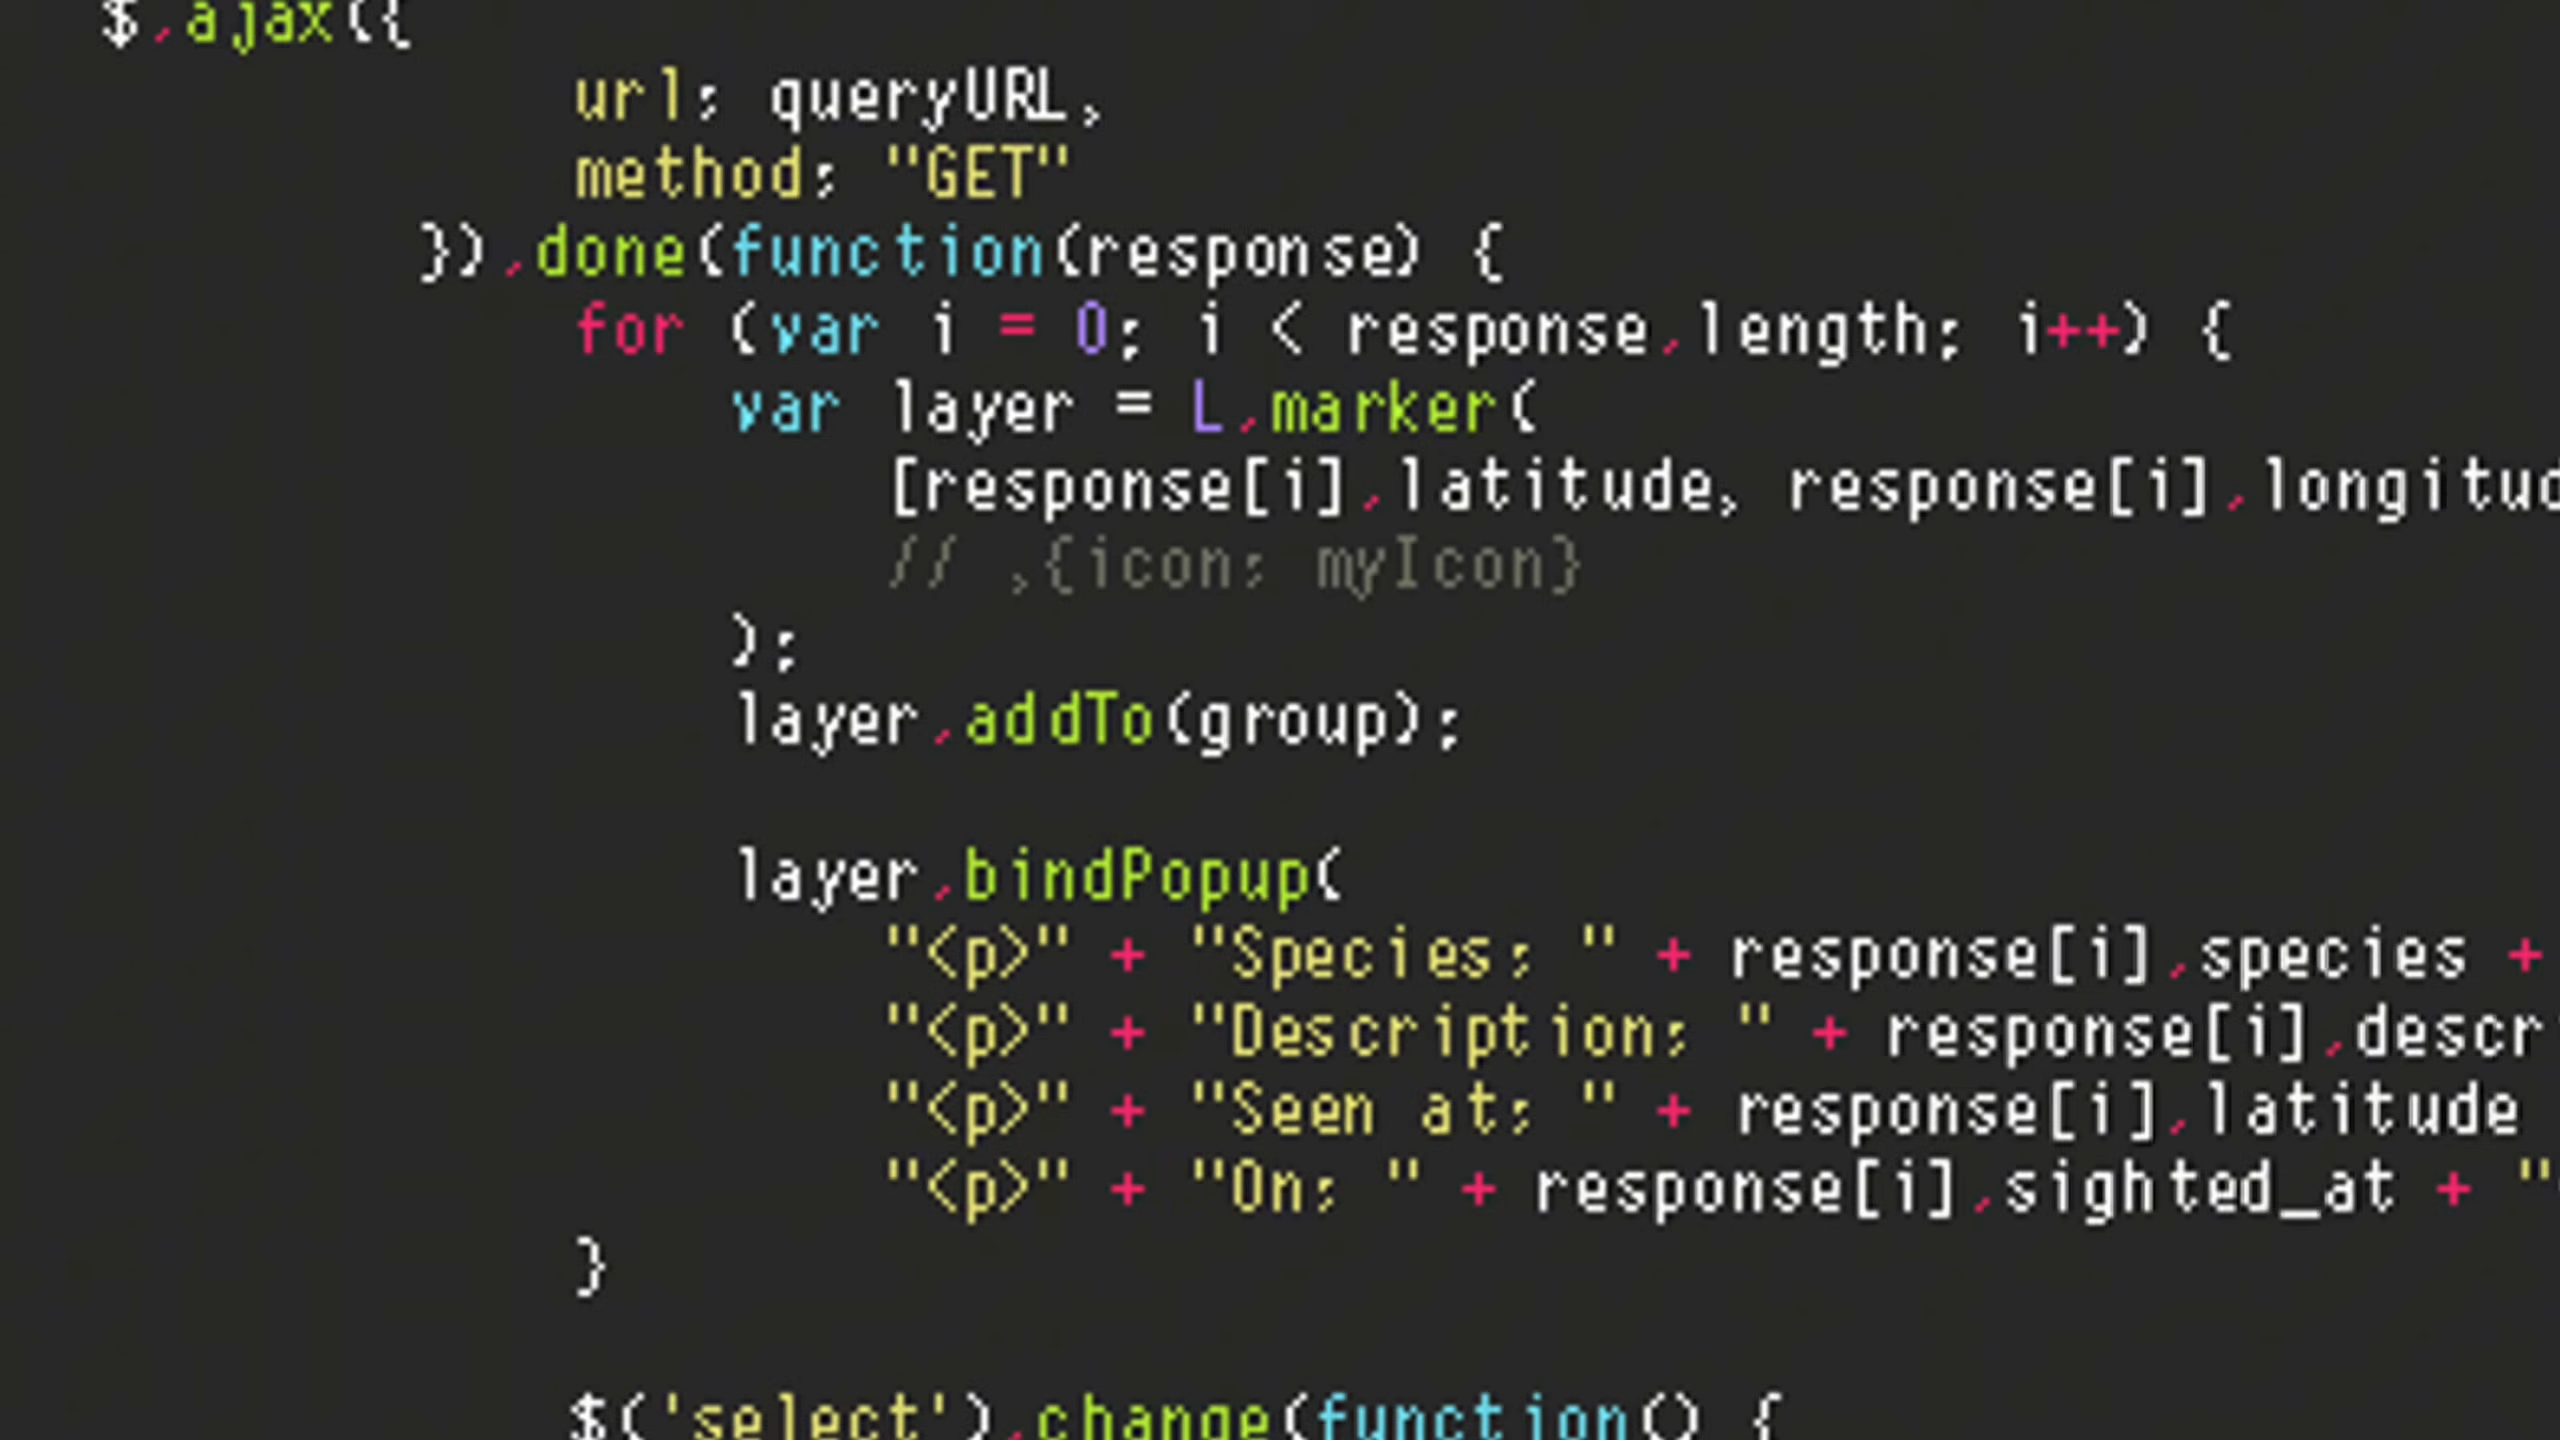 $.ajax({
url: queryURL,
method: "GET"
}).done(function(response) {
for (var i = 0; i < response.length; i++) {
var layer = L.marker(
[response[i].latitude, response[i].longitud
// ,{icon: myIcon}
);
layer.addTo(group);
layer.bindPopup(
"<p>" + "Species: " + response[i].species +
"<p>" + "Description: " + response[i].descr
"<p>" + "Seen at: " + response[i].latitude
"<p>" + "On: " + response[i].sighted_at + "
}
$('select').change(function() {